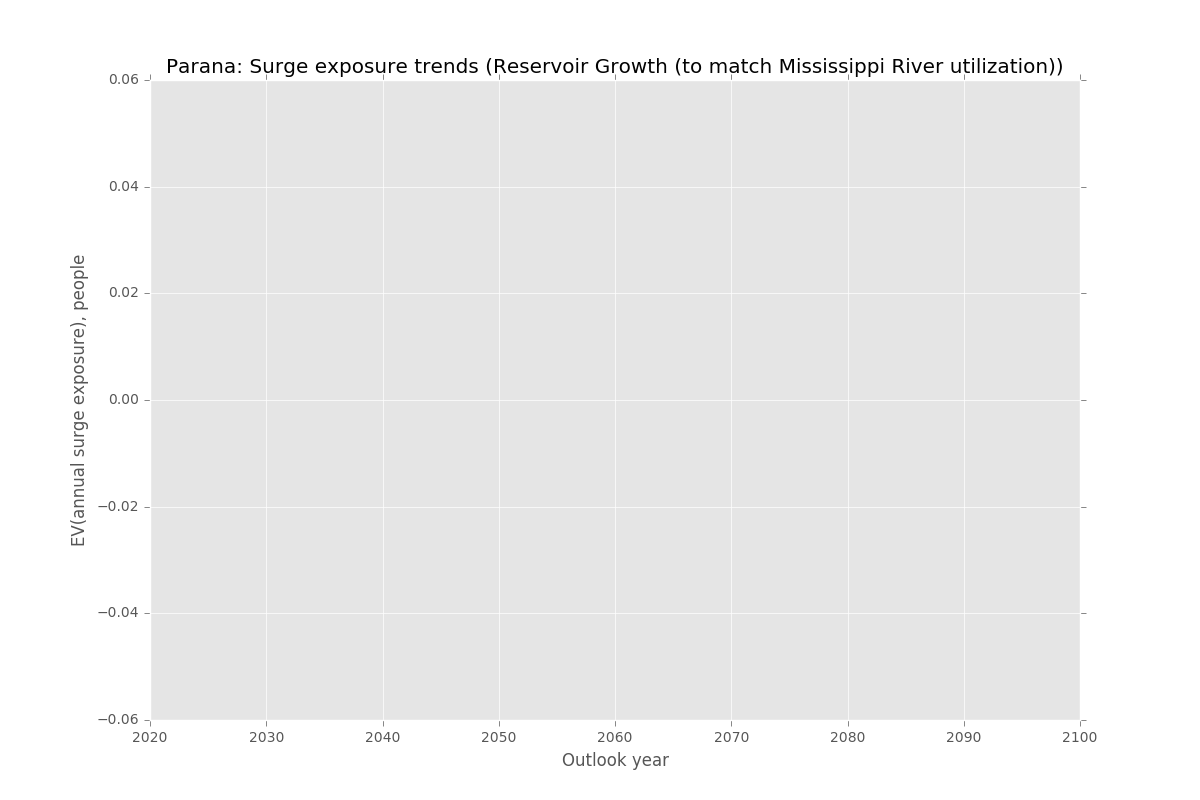 Parana: Surge exposure trends (Reservoir Growth (to match Mississippi River utilization))
0.06
0.04
0.02
0.00
−0.02
−0.04
−0.06
EV(annual surge exposure), people
2020 2030 2040 2050 2060 2070 2080 2090 2100
Outlook year